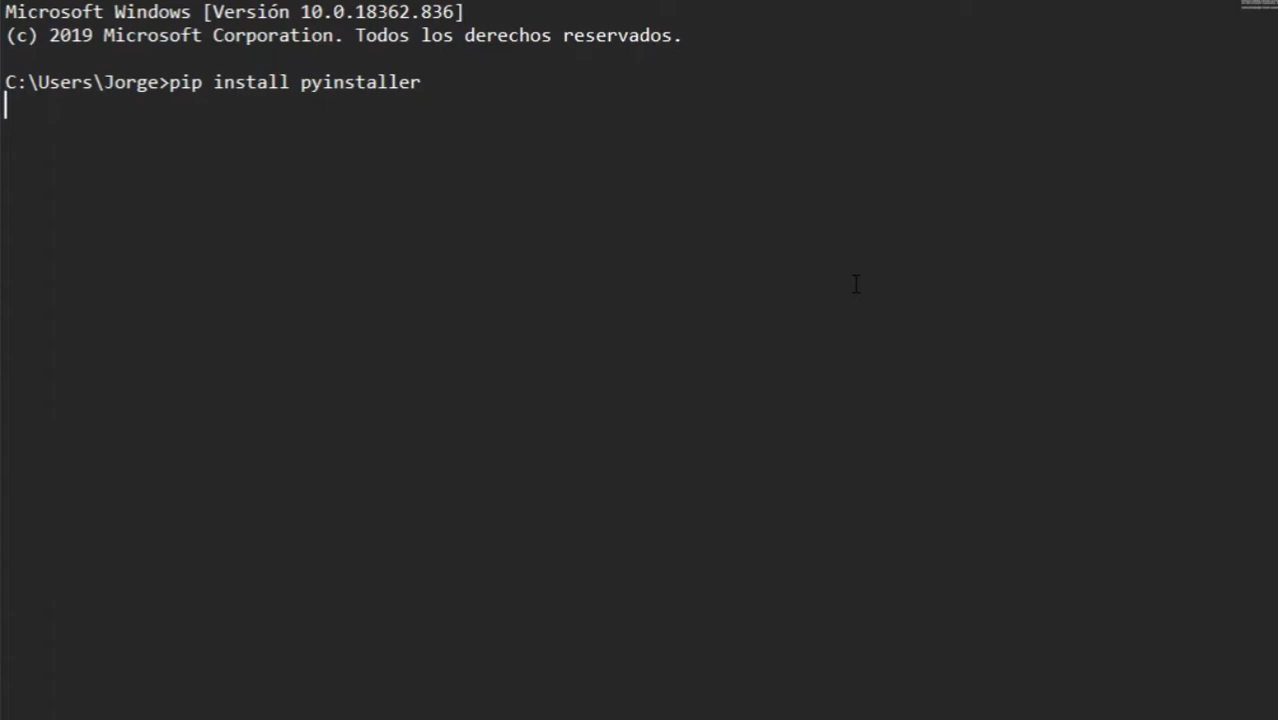 Microsoft Windows [Versión 10.0.18362.836]
(c) 2019 Microsoft Corporation. Todos los derechos reservados.
C:\Users\Jorge>pip install pyinstaller